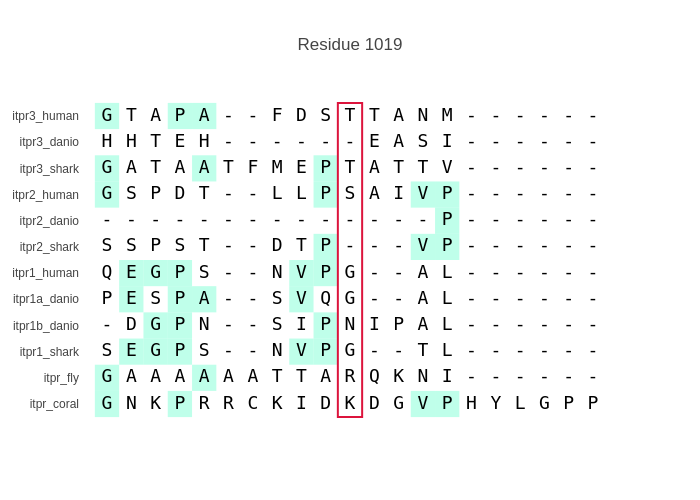 Residue 1019
itpr3_human G T A P A - - F D S T T A N M - - - - - -
itpr3_danio H H T E H - - - - - - E A S I - - - - - -
itpr3_shark G A T A A T F M E P T A T T V - - - - - -
itpr2_human G S P D T - - L L P S A I V P - - - - - -
itpr2_danio - - - - - - - - - - - - - - P - - - - - -
itpr2_shark S S P S T - - D T P - - - V P - - - - - -
itpr1_human Q E G P S - - N V P G - - A L - - - - - -
itpr1a_danio P E S P A - - S V Q G - - A L - - - - - -
itpr1b_danio - D G P N - - S I P N I P A L - - - - - -
itpr1_shark S E G P S - - N V P G - - T L - - - - - -
itpr_fly G A A A A A A T T A R Q K N I - - - - - -
itpr_coral G N K P R R C K I D K D G V P H Y L G P P